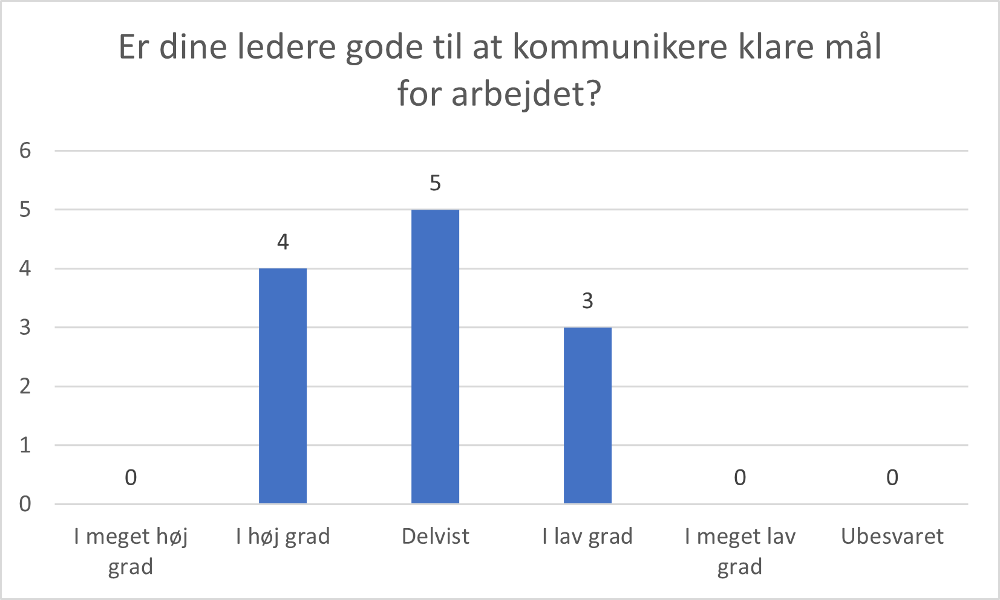 Er dine ledere gode til at kommunikere klare mål
for arbejdet?
6
5
4
3
2
1
0
0
4
5
3
0
0
I meget høj
grad
I høj grad
Delvist
I lav grad
I meget lav
grad
Ubesvaret